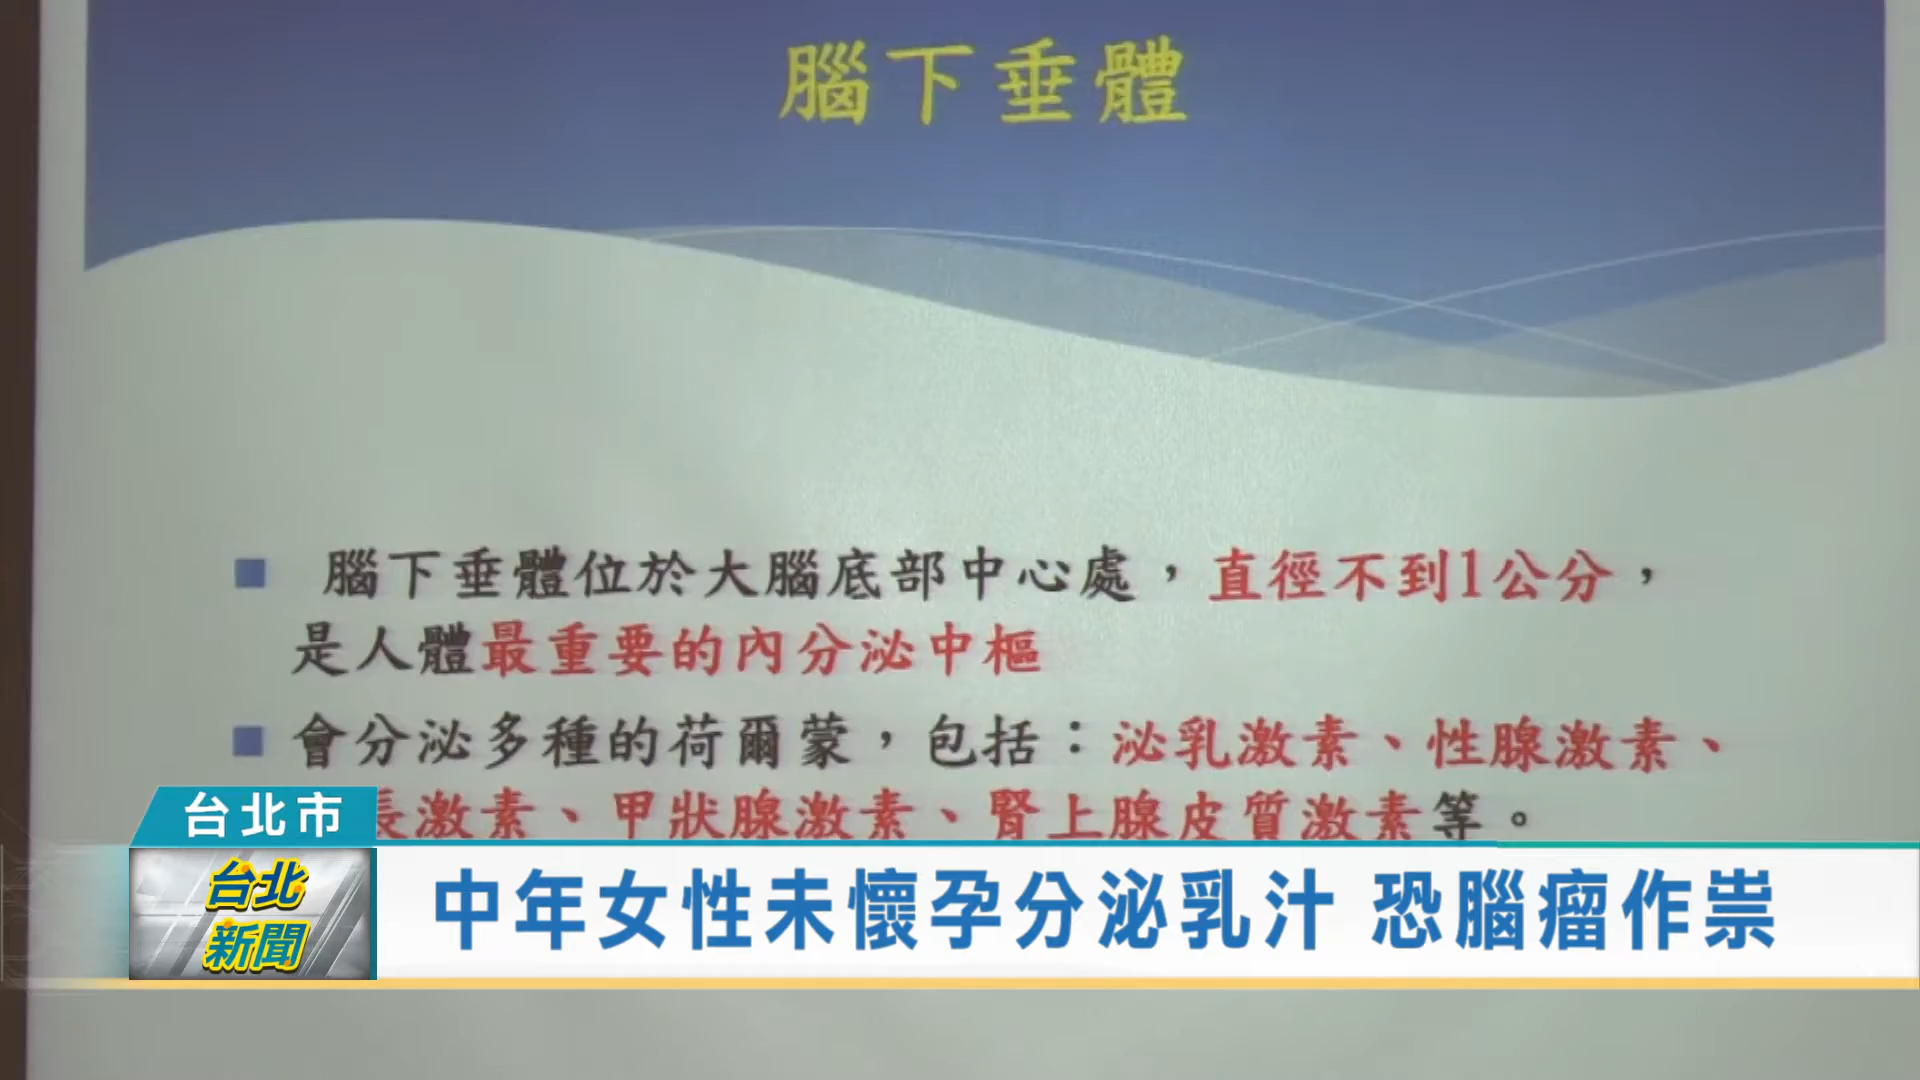 腦下垂體
■ 腦下垂體位於大腦底部中心處，直徑不到1公分，
是人體最重要的內分泌中樞
■ 會分泌多種的荷爾蒙，包括：泌乳激素、性腺激素、
長激素、甲狀腺激素、腎上腺皮質激素等。
台北市
台北
新聞
中年女性未懷孕分泌乳汁 恐腦瘤作祟